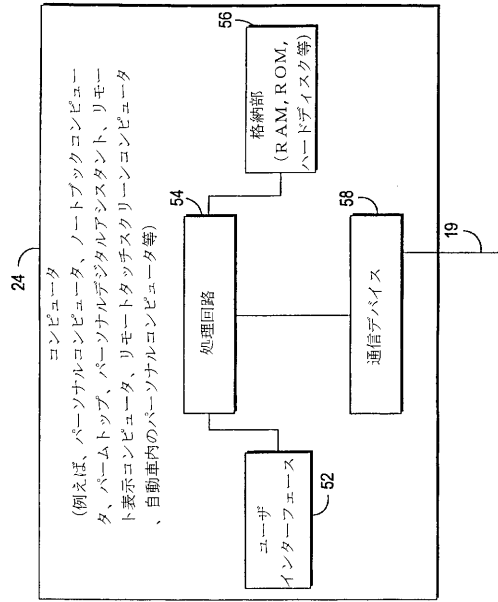 24
コンピュータ
(例えば、パーソナルコンピュータ、ノートブックコンピュー
タ、パームトップ、パーソナルデジタルアシスタント、リモー
ト表示コンピュータ、リモートタッチスクリーンコンピュータ
、自動車内のパーソナルコンピュータ等)
54
処理回路
56
格納部
(RAM, ROM,
ハードディスク等)
ユーザ
インターフェース
52
58
通信デバイス
19